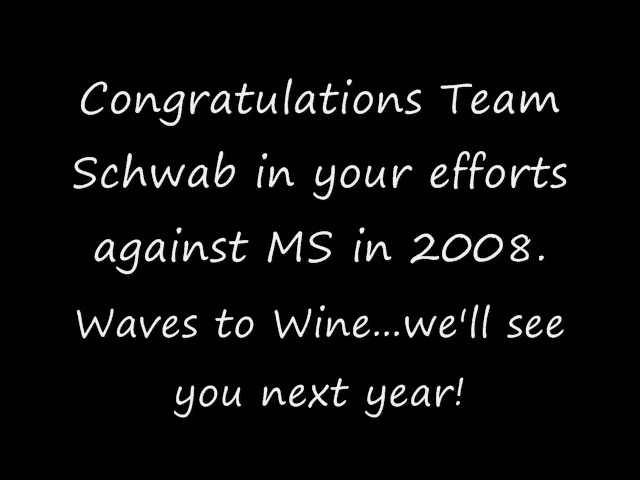 Congratulations Team
Schwab in your efforts
against MS in 2008.
Waves to Wine...we'll see
you next year!